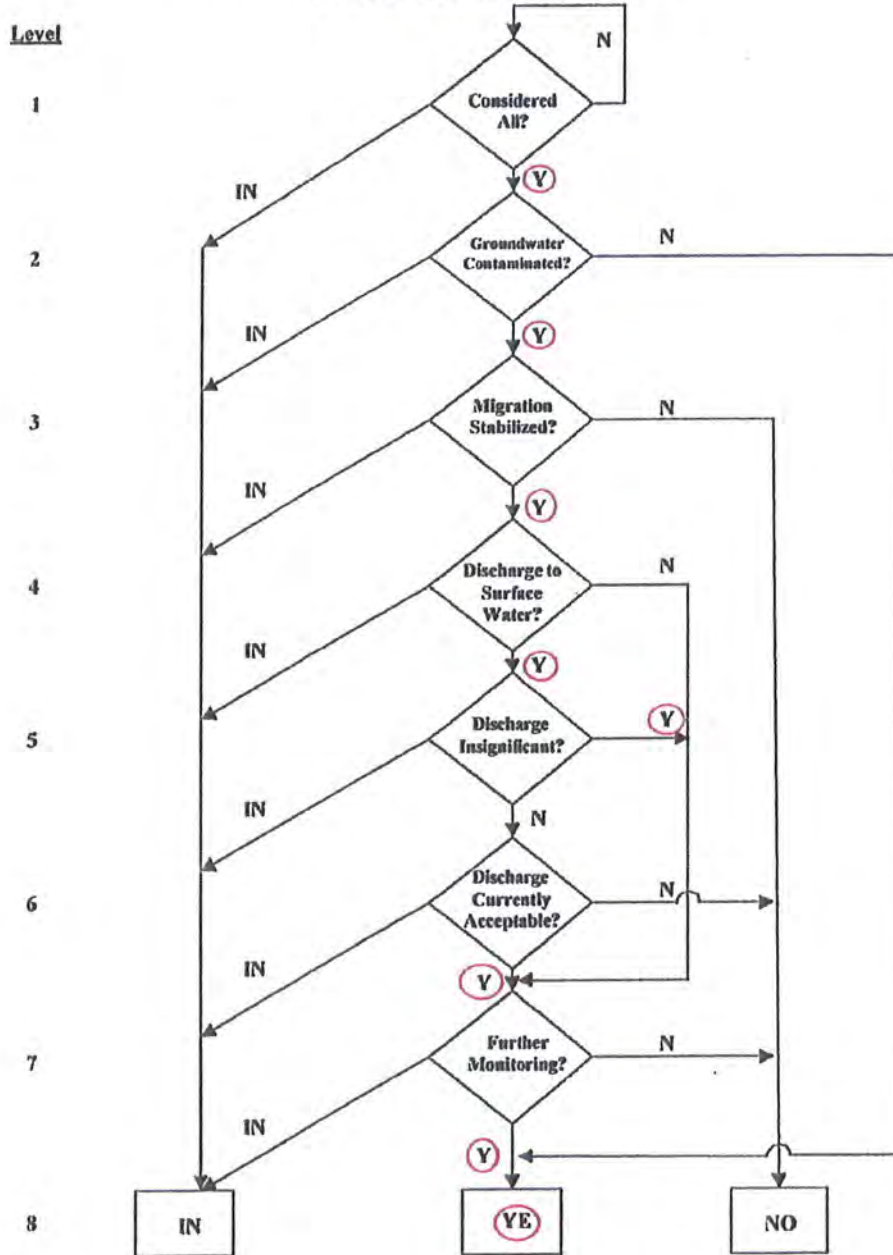 Level
N
1
Considered
All?
IN
Y
2
Groundwater
Contaminated?
N
IN
Y
3
Migration
Stabilized?
N
IN
Y
4
Discharge to
Surface
Water?
N
IN
Y
5
Discharge
Insignificant?
Y
IN
N
6
Discharge
Currently
Acceptable?
N
IN
Y
7
Further
Monitoring?
N
IN
Y
8
IN
YE
NO